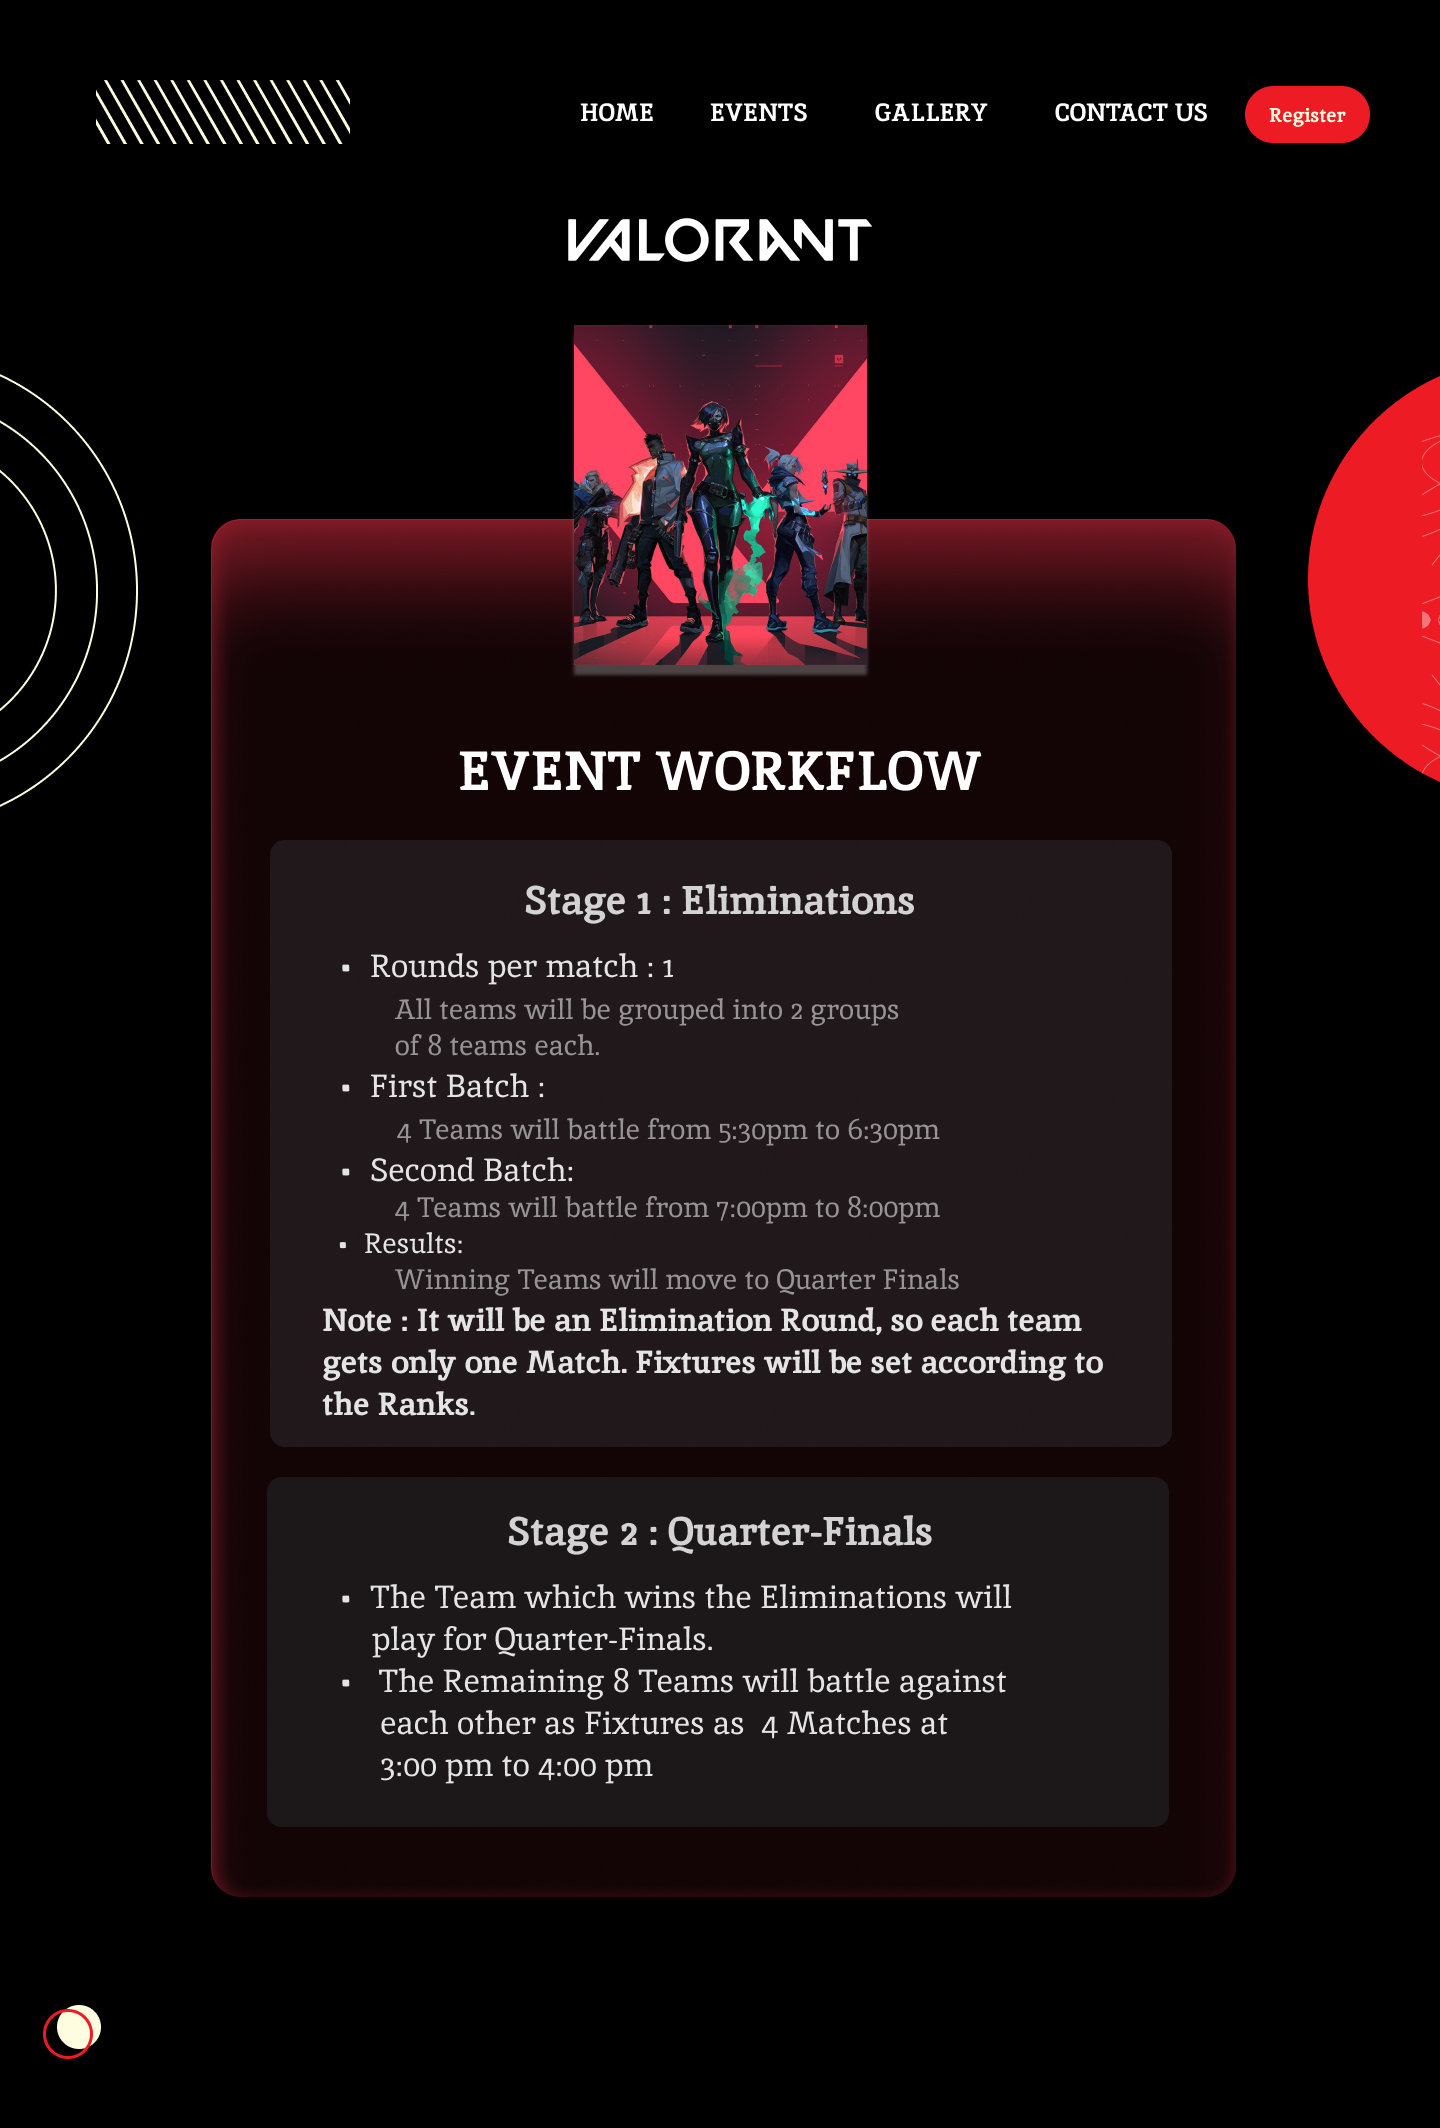 HOME EVENTS GALLERY CONTACT US Register
VALORANT
EVENT WORKFLOW
Stage 1 : Eliminations
▪ Rounds per match : 1
All teams will be grouped into 2 groups
of 8 teams each.
▪ First Batch :
4 Teams will battle from 5:30pm to 6:30pm
▪ Second Batch:
4 Teams will battle from 7:00pm to 8:00pm
▪ Results:
Winning Teams will move to Quarter Finals
Note : It will be an Elimination Round, so each team
gets only one Match. Fixtures will be set according to
the Ranks.
Stage 2 : Quarter-Finals
▪ The Team which wins the Eliminations will
play for Quarter-Finals.
▪ The Remaining 8 Teams will battle against
each other as Fixtures as 4 Matches at
3:00 pm to 4:00 pm